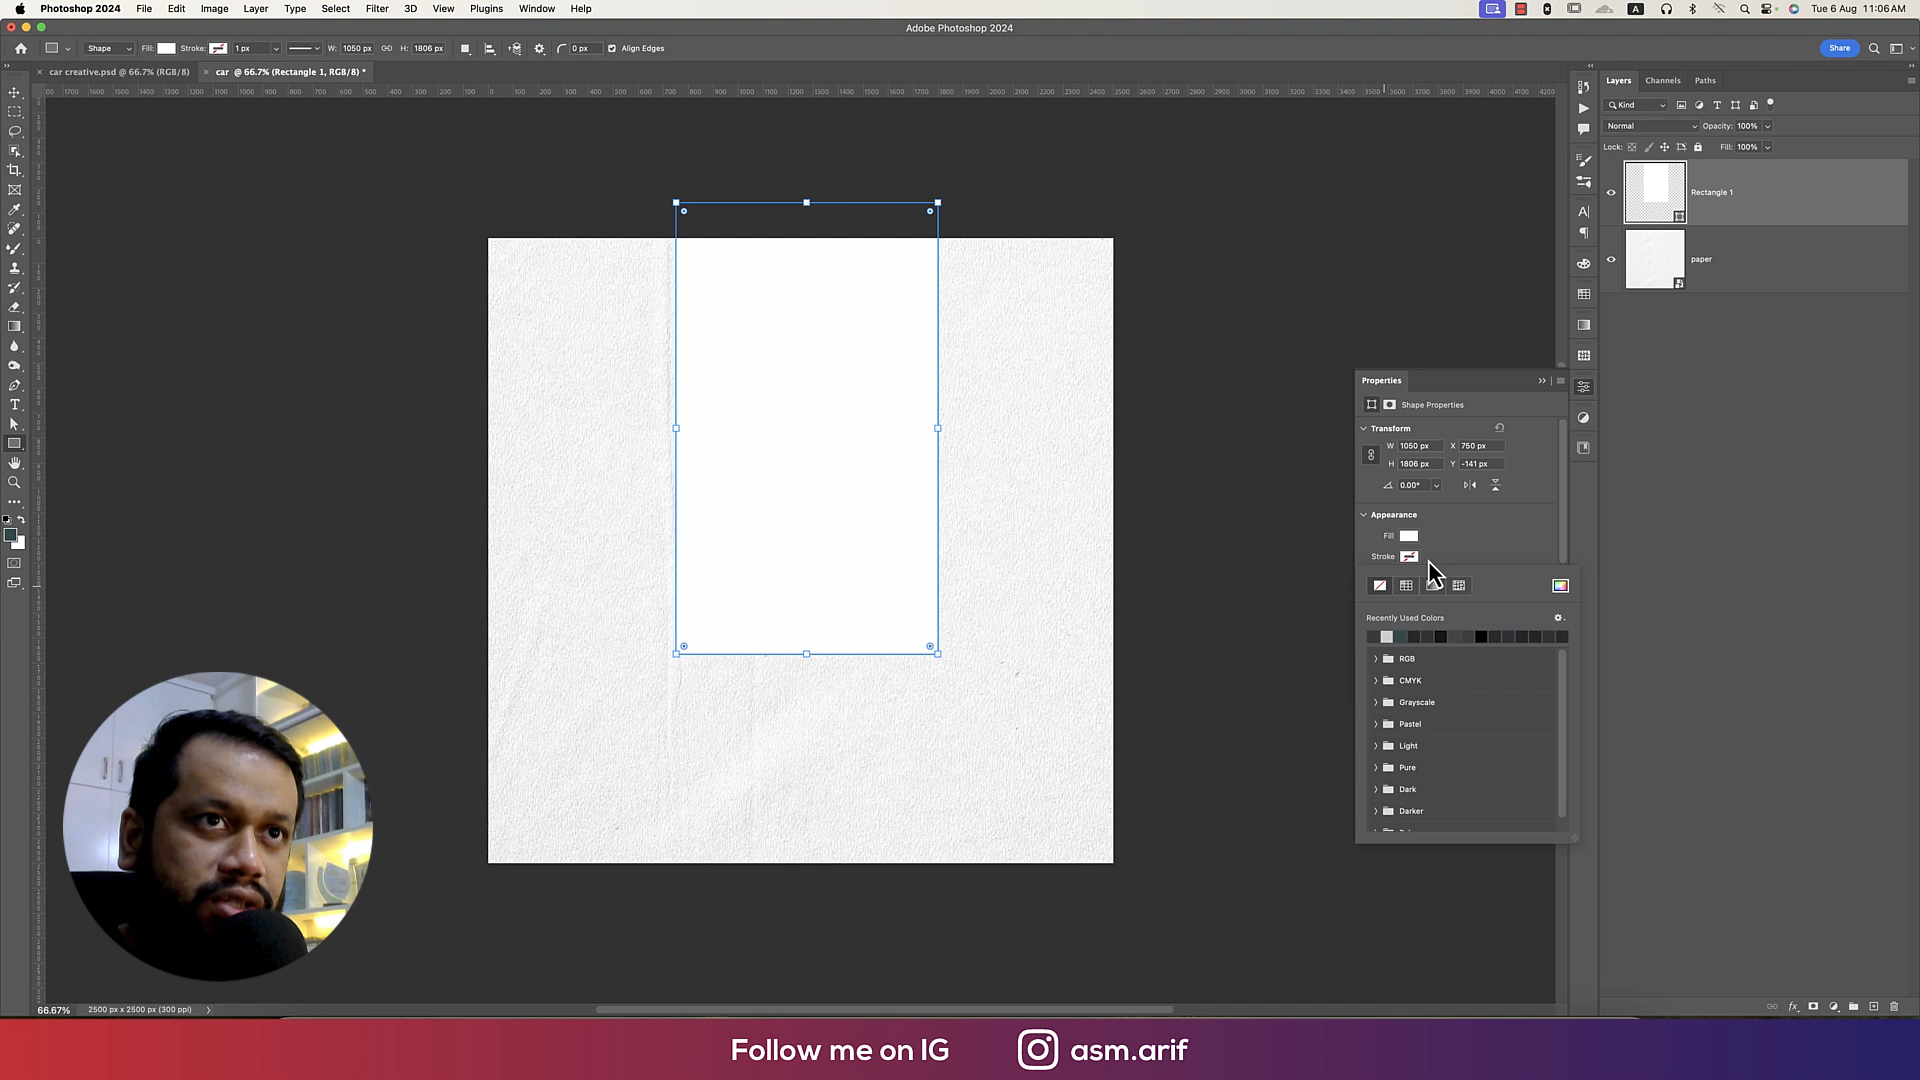 Photoshop 2024 File Edit Image Layer Type Select Filter 3D View Plugins Window Help A Tue 6 Aug 11:06 AM
Adobe Photoshop 2024
Shape Fill: Stroke: 1 px W: 1050 px H: 1806 px 0 px Align Edges Share
car creative.psd @ 66.7% (RGB/8) car @ 66.7% (Rectangle 1, RGB/8) *
Layers Channels Paths
Kind
Normal Opacity: 100%
Lock: Fill: 100%
Rectangle 1
paper
Properties
Shape Properties
Transform
W 1050 px X 750 px
H 1806 px Y -141 px
0.00°
Appearance
Fill
Stroke
Recently Used Colors
RGB
CMYK
Grayscale
Pastel
Light
Pure
Dark
Darker
66.67% 2500 px x 2500 px (300 ppi)
Follow me on IG asm.arif